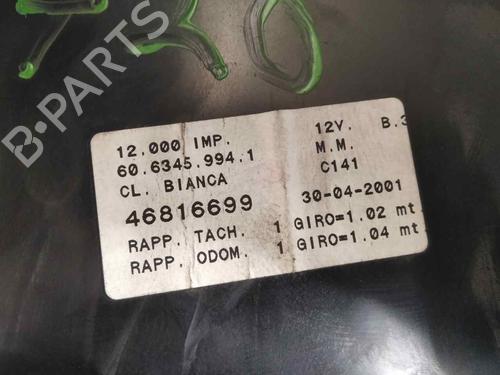 12.000 IMP. 12V. B.3
60.6345.994.1 M.M.
CL. BIANCA C141
46816699 30-04-2001
RAPP. TACH. 1 GIRO=1.02 mt
RAPP. ODOM. 1 GIRO=1.04 mt
B-PARTS